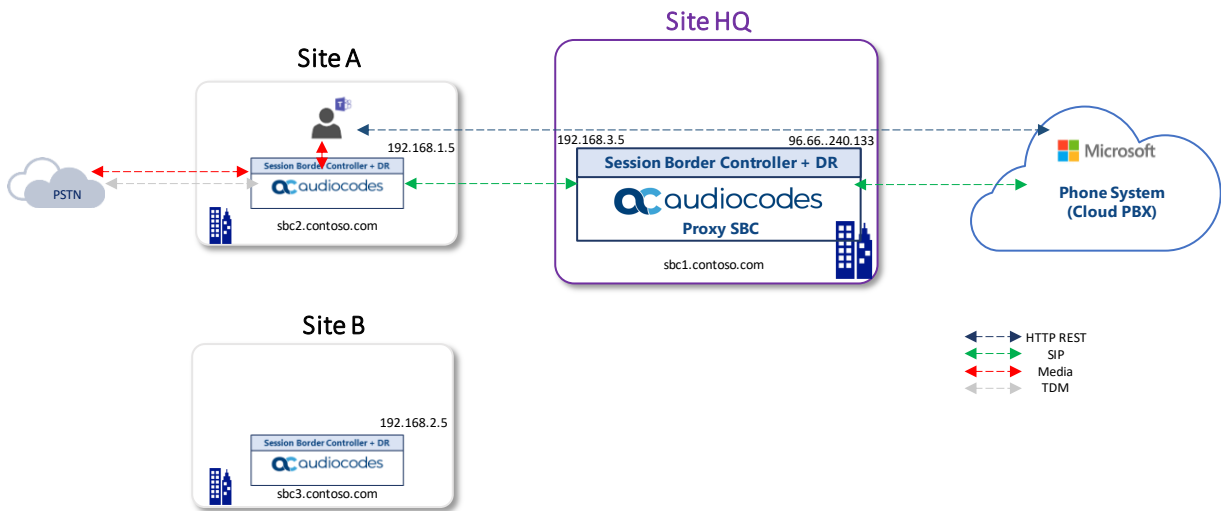 Site HQ
Site A
192.168.1.5
Session Border Controller + DR
audiocodes
sbc2.contoso.com
PSTN
192.168.3.5
96.66..240.133
Session Border Controller + DR
audiocodes
Proxy SBC
sbc1.contoso.com
Microsoft
Phone System
(Cloud PBX)
Site B
192.168.2.5
Session Border Controller + DR
audiocodes
sbc3.contoso.com
HTTP REST
SIP
Media
TDM